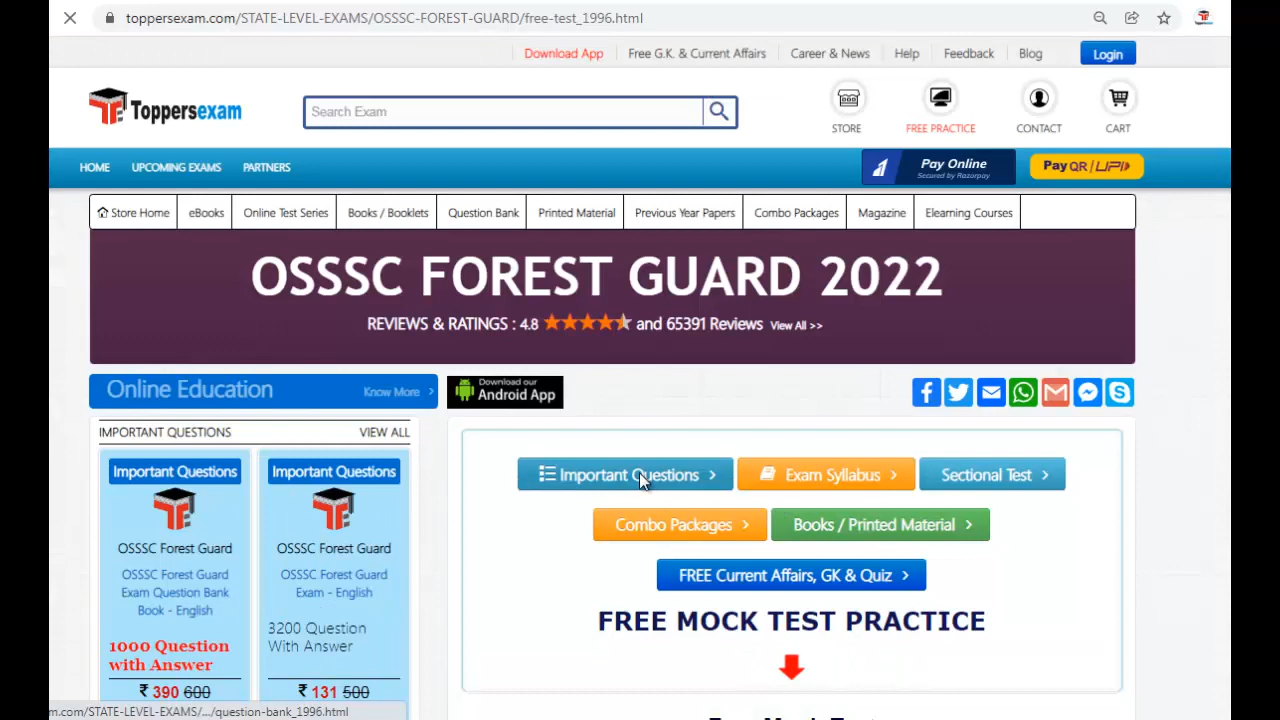 toppersexam.com/STATE-LEVEL-EXAMS/OSSSC-FOREST-GUARD/free-test_1996.html
Download App Free G.K. & Current Affairs Career & News Help Feedback Blog Login
Toppersexam
Search Exam
STORE FREE PRACTICE CONTACT CART
HOME UPCOMING EXAMS PARTNERS
Pay Online
Secured by Razorpay
Pay QR / UPI
Store Home eBooks Online Test Series Books / Booklets Question Bank Printed Material Previous Year Papers Combo Packages Magazine Elearning Courses
OSSSC FOREST GUARD 2022
REVIEWS & RATINGS : 4.8 and 65391 Reviews View All >>
Online Education Know More >
Download our
Android App
IMPORTANT QUESTIONS VIEW ALL
Important Questions
OSSSC Forest Guard
OSSSC Forest Guard
Exam Question Bank
Book - English
1000 Question
with Answer
₹ 390 600
Important Questions
OSSSC Forest Guard
OSSSC Forest Guard
Exam - English
3200 Question
With Answer
₹ 131 500
Important Questions > Exam Syllabus > Sectional Test >
Combo Packages > Books / Printed Material >
FREE Current Affairs, GK & Quiz >
FREE MOCK TEST PRACTICE
m.com/STATE-LEVEL-EXAMS/.../question-bank_1996.html